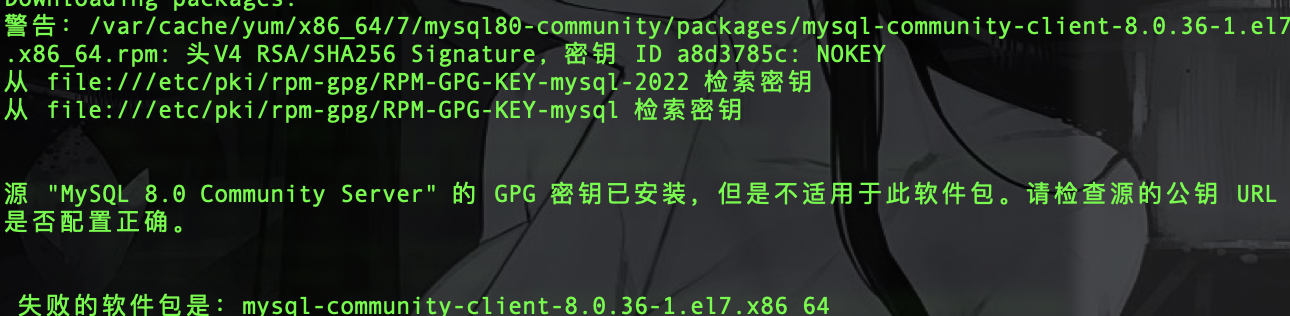 Downloading packages:
警告：/var/cache/yum/x86_64/7/mysql80-community/packages/mysql-community-client-8.0.36-1.el7
.x86_64.rpm: 头V4 RSA/SHA256 Signature, 密钥 ID a8d3785c: NOKEY
从 file:///etc/pki/rpm-gpg/RPM-GPG-KEY-mysql-2022 检索密钥
从 file:///etc/pki/rpm-gpg/RPM-GPG-KEY-mysql 检索密钥
源 "MySQL 8.0 Community Server" 的 GPG 密钥已安装，但是不适用于此软件包。请检查源的公钥 URL
是否配置正确。
失败的软件包是：mysql-community-client-8.0.36-1.el7.x86_64